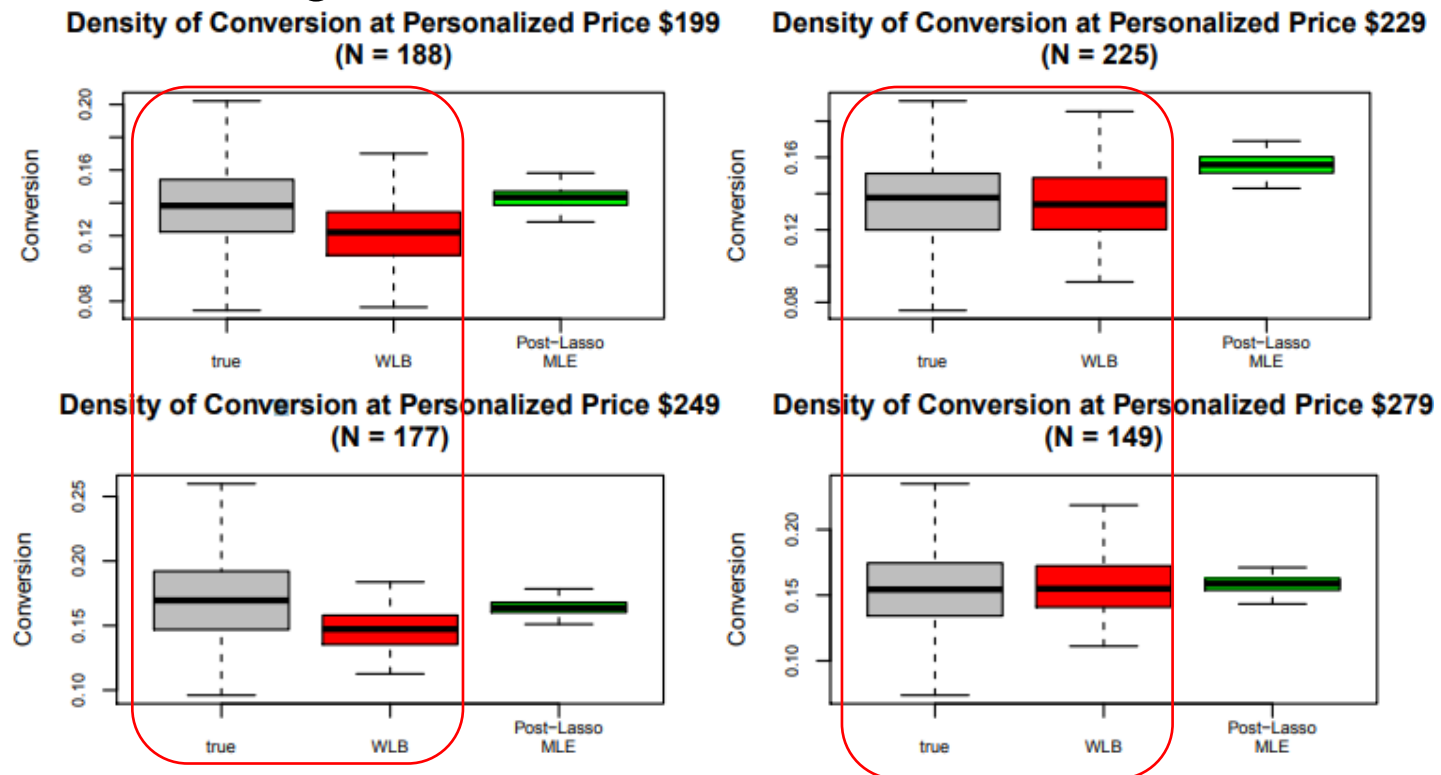 Density of Conversion at Personalized Price $199
(N = 188)
Conversion
0.20
0.16
0.12
0.08
true
WLB
Post-Lasso
MLE
Density of Conversion at Personalized Price $229
(N = 225)
Conversion
0.16
0.12
0.08
true
WLB
Post-Lasso
MLE
Density of Conversion at Personalized Price $249
(N = 177)
Conversion
0.25
0.20
0.15
0.10
true
WLB
Post-Lasso
MLE
Density of Conversion at Personalized Price $279
(N = 149)
Conversion
0.20
0.15
0.10
true
WLB
Post-Lasso
MLE